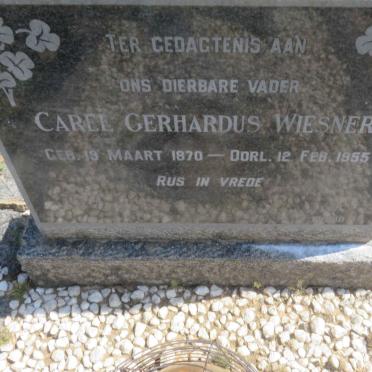 TER GEDAGTENIS AAN
ONS DIERBARE VADER
CAREL GERHARDUS WIESNER
GEB. 19 MAART 1870 — OORL. 12 FEB. 1955
RUS IN VREDE